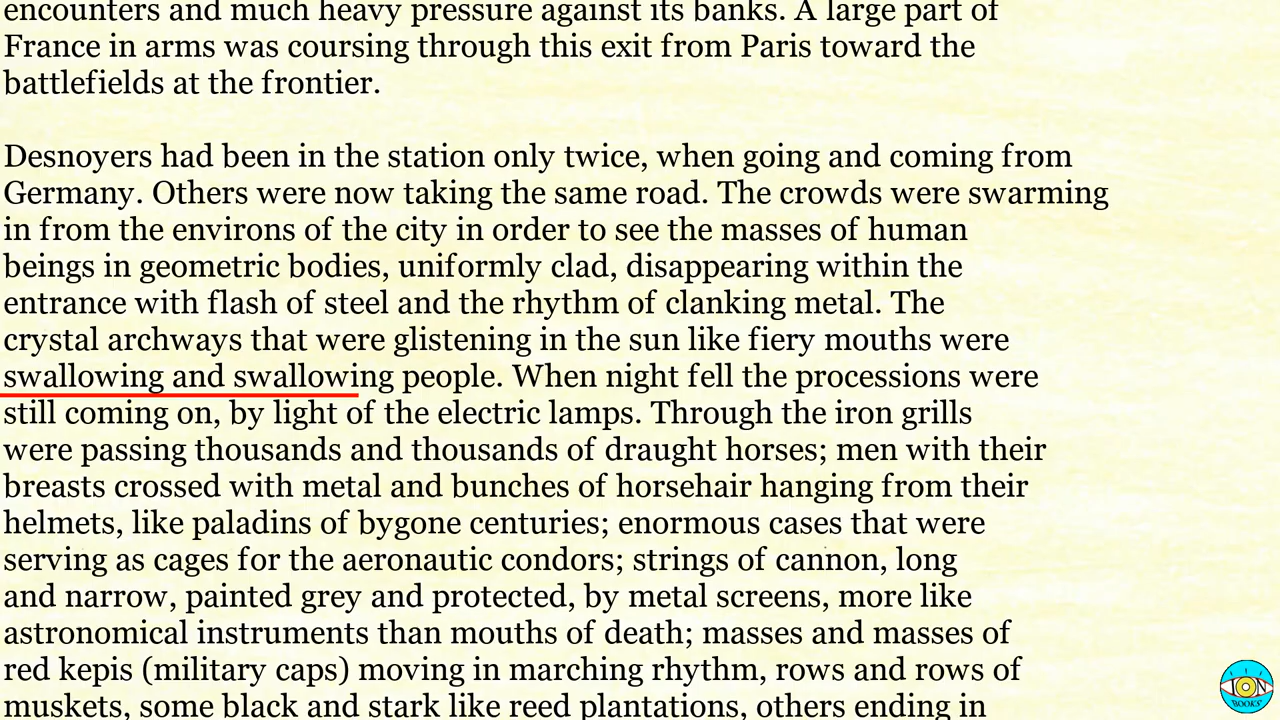 encounters and much heavy pressure against its banks. A large part of
France in arms was coursing through this exit from Paris toward the
battlefields at the frontier.
Desnoyers had been in the station only twice, when going and coming from
Germany. Others were now taking the same road. The crowds were swarming
in from the environs of the city in order to see the masses of human
beings in geometric bodies, uniformly clad, disappearing within the
entrance with flash of steel and the rhythm of clanking metal. The
crystal archways that were glistening in the sun like fiery mouths were
swallowing and swallowing people. When night fell the processions were
still coming on, by light of the electric lamps. Through the iron grills
were passing thousands and thousands of draught horses; men with their
breasts crossed with metal and bunches of horsehair hanging from their
helmets, like paladins of bygone centuries; enormous cases that were
serving as cages for the aeronautic condors; strings of cannon, long
and narrow, painted grey and protected, by metal screens, more like
astronomical instruments than mouths of death; masses and masses of
red kepis (military caps) moving in marching rhythm, rows and rows of
muskets, some black and stark like reed plantations, others ending in
ION
BOOKS